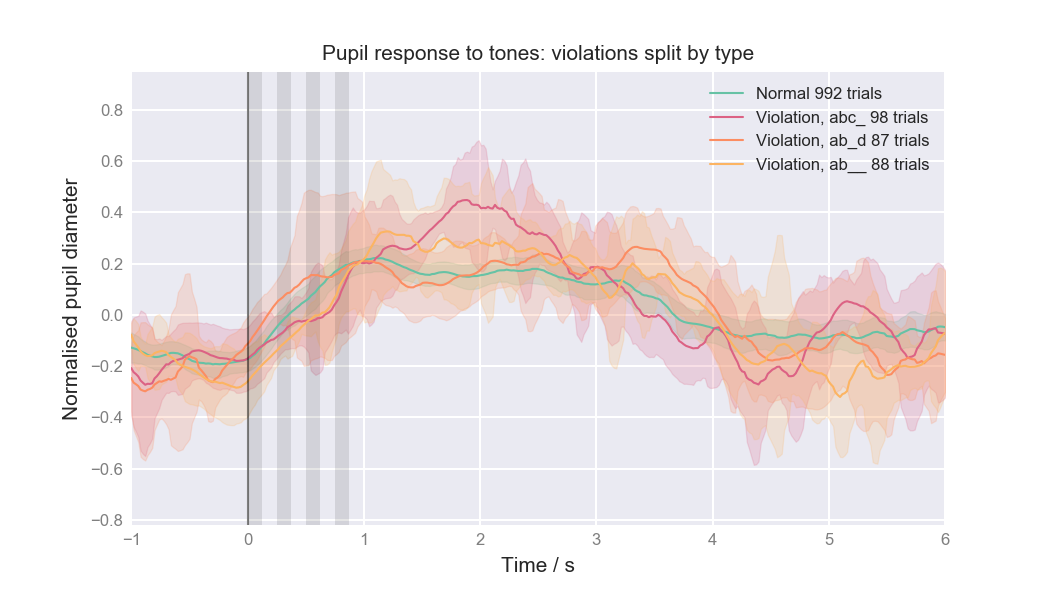 Pupil response to tones: violations split by type
Normal 992 trials
Violation, abc_ 98 trials
Violation, ab_d 87 trials
Violation, ab__ 88 trials
Normalised pupil diameter
0.8
0.6
0.4
0.2
0.0
−0.2
−0.4
−0.6
−0.8
−1 0 1 2 3 4 5 6
Time / s